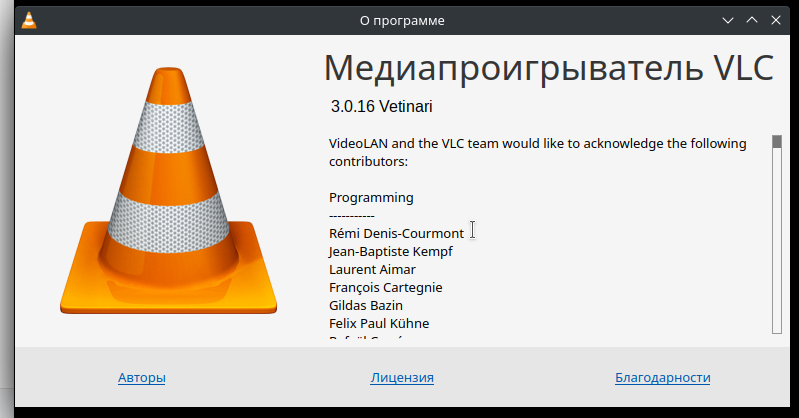 О программе
Медиапроигрыватель VLC
3.0.16 Vetinari
VideoLAN and the VLC team would like to acknowledge the following
contributors:
Programming
-----------
Rémi Denis-Courmont
Jean-Baptiste Kempf
Laurent Aimar
François Cartegnie
Gildas Bazin
Felix Paul Kühne
Авторы
Лицензия
Благодарности